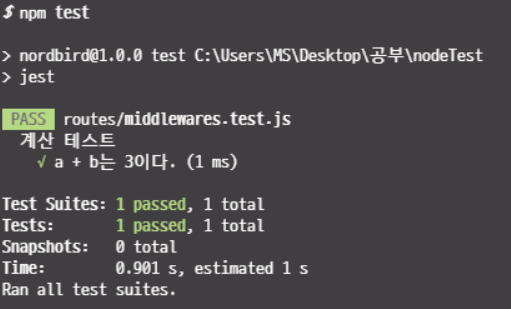 $ npm test
> nordbird@1.0.0 test C:\Users\MS\Desktop\공부\nodeTest
> jest
PASS routes/middlewares.test.js
계산 테스트
√ a + b는 3이다. (1 ms)
Test Suites: 1 passed, 1 total
Tests: 1 passed, 1 total
Snapshots: 0 total
Time: 0.901 s, estimated 1 s
Ran all test suites.